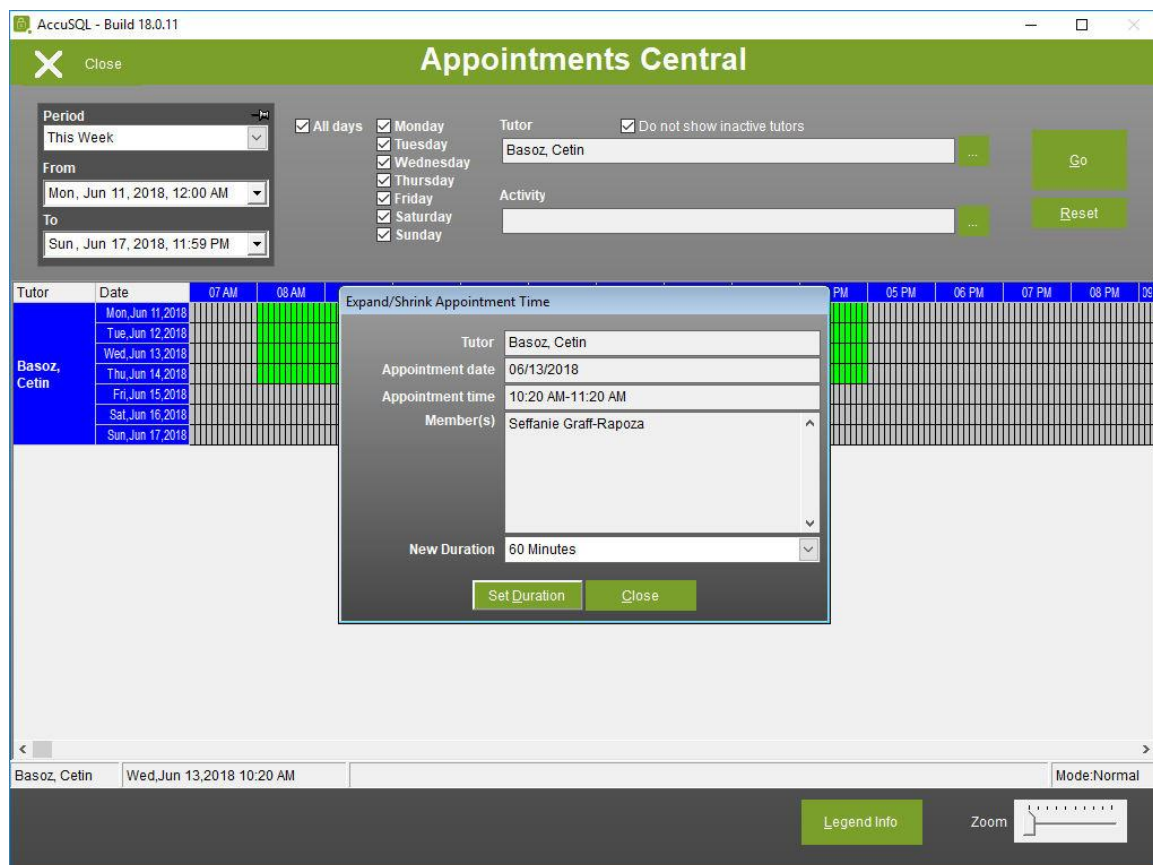 AccuSQL - Build 18.0.11
Close
Appointments Central
Period
This Week
From
Mon, Jun 11, 2018, 12:00 AM
To
Sun, Jun 17, 2018, 11:59 PM
All days
Monday
Tuesday
Wednesday
Thursday
Friday
Saturday
Sunday
Tutor
Do not show inactive tutors
Basoz, Cetin
...
Activity
...
Go
Reset
Tutor Date 07 AM 08 AM PM 05 PM 06 PM 07 PM 08 PM 09
Basoz,
Cetin
Mon,Jun 11,2018
Tue,Jun 12,2018
Wed,Jun 13,2018
Thu,Jun 14,2018
Fri,Jun 15,2018
Sat,Jun 16,2018
Sun,Jun 17,2018
Expand/Shrink Appointment Time
Tutor Basoz, Cetin
Appointment date 06/13/2018
Appointment time 10:20 AM-11:20 AM
Member(s) Seffanie Graff-Rapoza
New Duration 60 Minutes
Set Duration Close
Basoz, Cetin Wed,Jun 13,2018 10:20 AM Mode:Normal
Legend Info Zoom